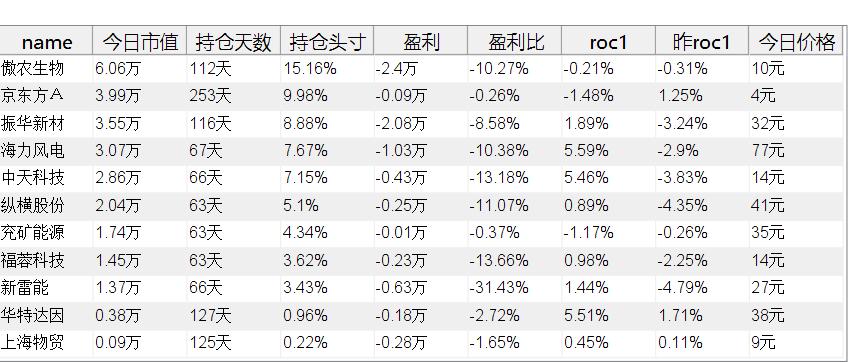 name 今日市值 持仓天数 持仓头寸 盈利 盈利比 roc1 昨roc1 今日价格
傲农生物 6.06万 112天 15.16% -2.4万 -10.27% -0.21% -0.31% 10元
京东方Ａ 3.99万 253天 9.98% -0.09万 -0.26% -1.48% 1.25% 4元
振华新材 3.55万 116天 8.88% -2.08万 -8.58% 1.89% -3.24% 32元
海力风电 3.07万 67天 7.67% -1.03万 -10.38% 5.59% -2.9% 77元
中天科技 2.86万 66天 7.15% -0.43万 -13.18% 5.46% -3.83% 14元
纵横股份 2.04万 63天 5.1% -0.25万 -11.07% 0.89% -4.35% 41元
兖矿能源 1.74万 63天 4.34% -0.01万 -0.37% -1.17% -0.26% 35元
福蓉科技 1.45万 63天 3.62% -0.23万 -13.66% 0.98% -2.25% 14元
新雷能 1.37万 66天 3.43% -0.63万 -31.43% 1.44% -4.79% 27元
华特达因 0.38万 127天 0.96% -0.18万 -2.72% 5.51% 1.71% 38元
上海物贸 0.09万 125天 0.22% -0.28万 -1.65% 0.45% 0.11% 9元